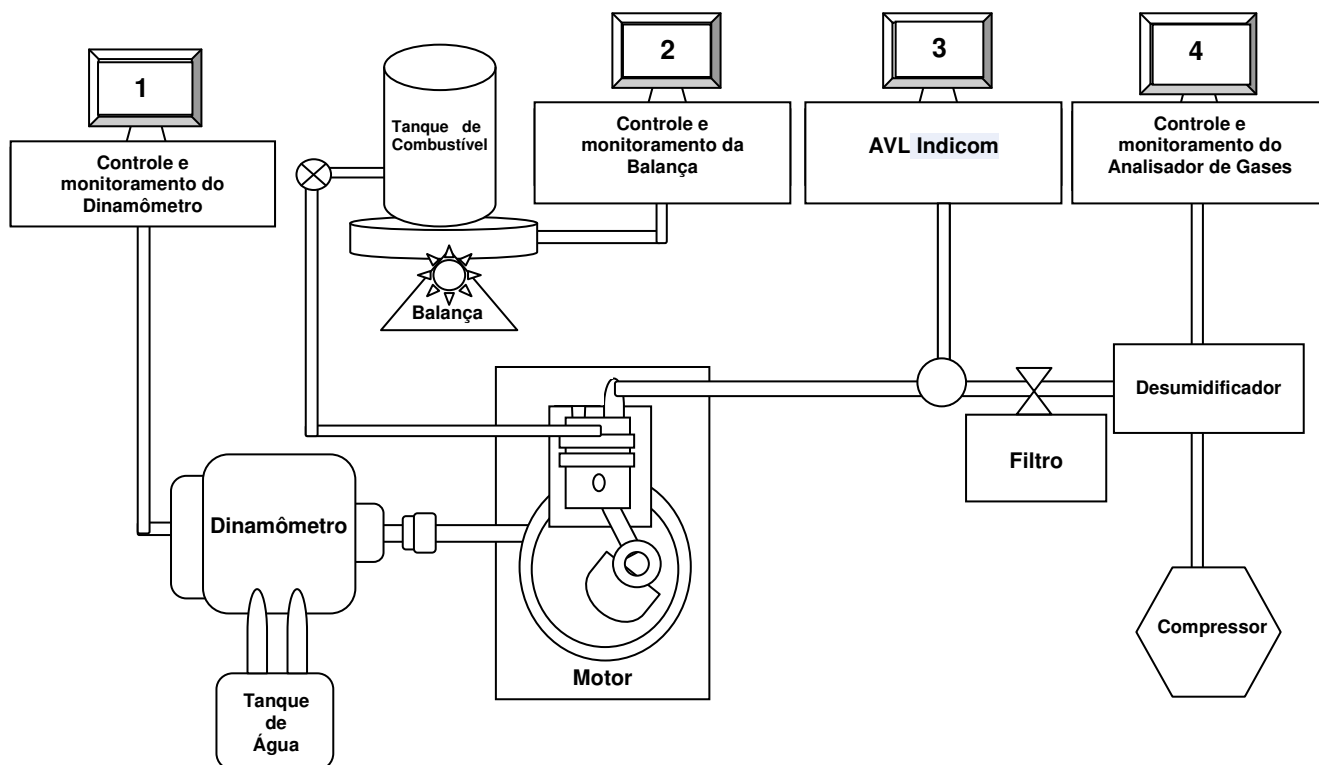 1
Controle e
monitoramento do
Dinamômetro
Tanque de
Combustível
Balança
2
Controle e
monitoramento da
Balança
3
AVL Indicom
4
Controle e
monitoramento do
Analisador de Gases
Desumidificador
Filtro
Compressor
Dinamômetro
Motor
Tanque
de
Água